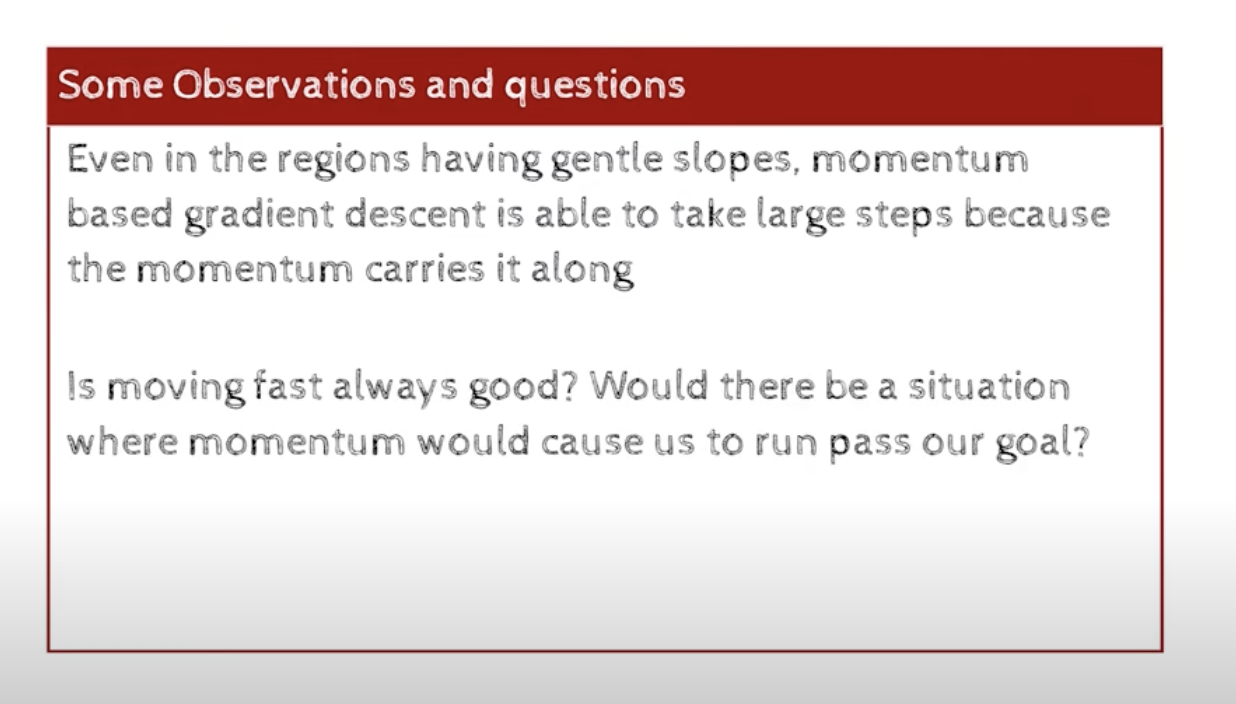 Some Observations and questions
Even in the regions having gentle slopes, momentum
based gradient descent is able to take large steps because
the momentum carries it along
Is moving fast always good? Would there be a situation
where momentum would cause us to run pass our goal?